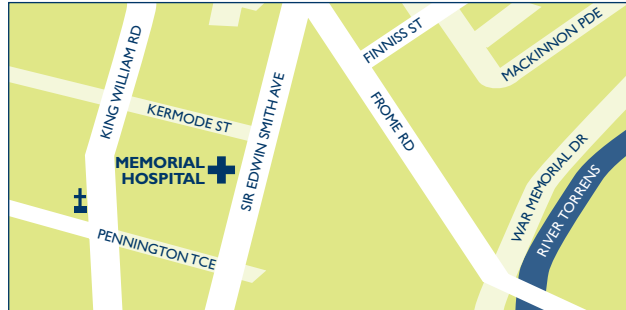 FINNISS ST
MACKINNON PDE
KING WILLIAM RD
KERMODE ST
SIR EDWIN SMITH AVE
FROME RD
MEMORIAL
HOSPITAL
WAR MEMORIAL DR
RIVER TORRENS
PENNINGTON TCE